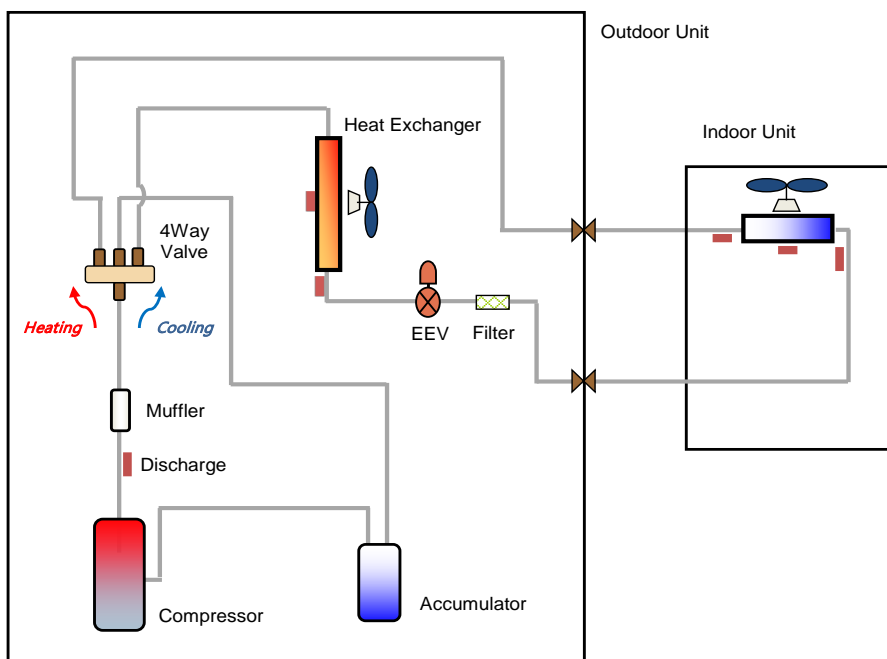 Outdoor Unit
Indoor Unit
Heat Exchanger
4Way
Valve
Heating
Cooling
EEV
Filter
Muffler
Discharge
Compressor
Accumulator